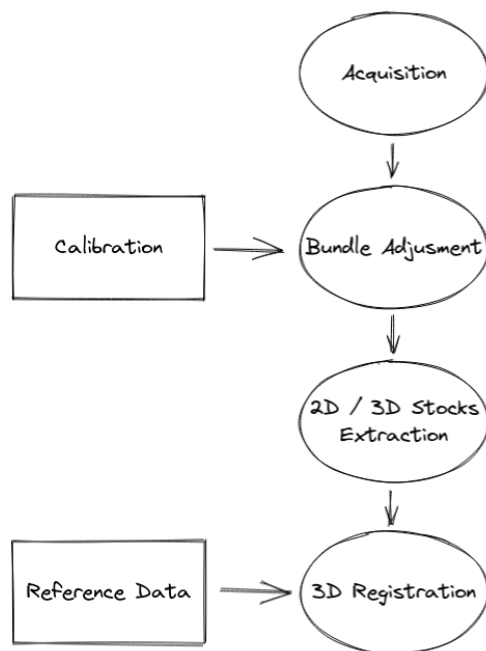 Acquisition
Calibration
Bundle Adjusment
2D / 3D Stocks
Extraction
Reference Data
3D Registration